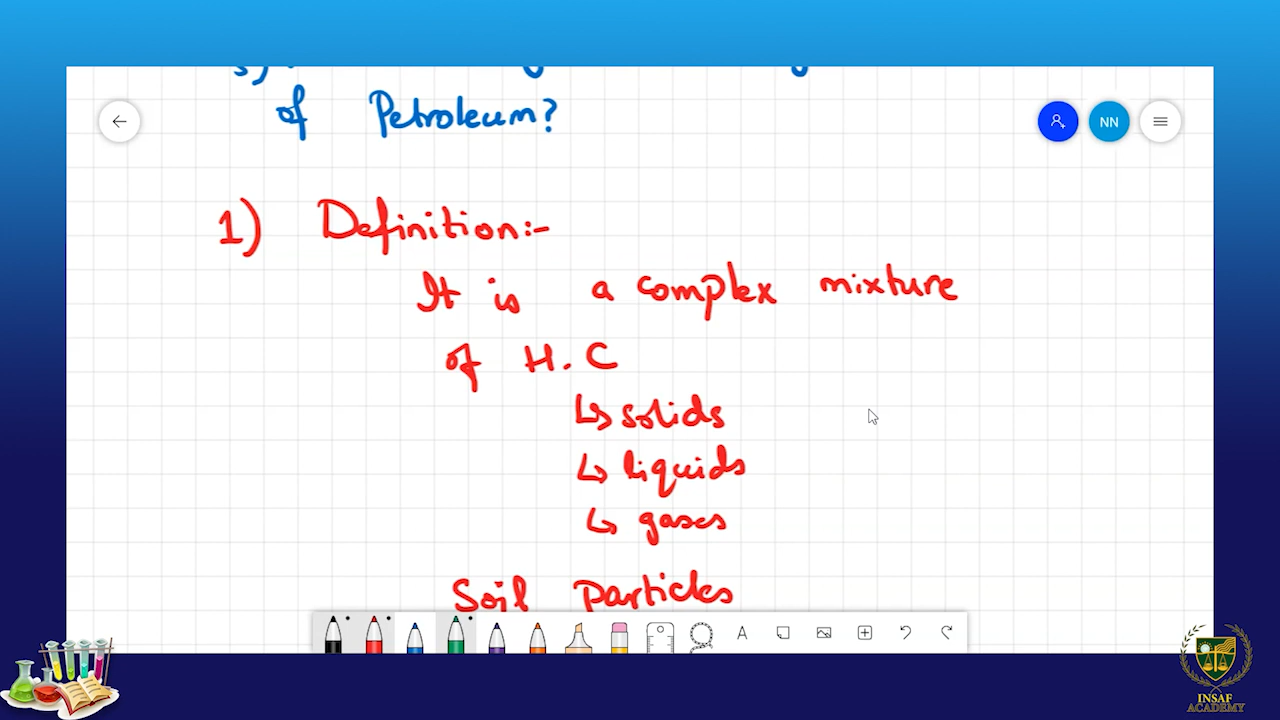 of Petroleum?
NN
1) Definition:-
It is a complex mixture
of H.C
↳ solids
↳ liquids
↳ gases
Soil Particles
A
INSAF
ACADEMY